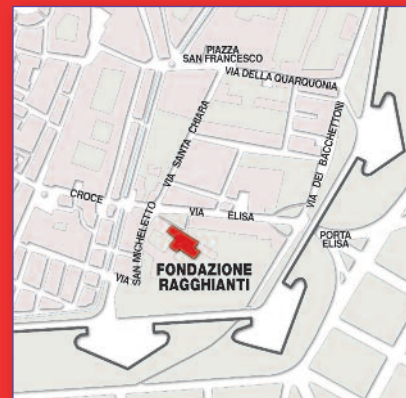 PIAZZA
SAN FRANCESCO
VIA DELLA QUARQUONIA
VIA SANTA CHIARA
VIA DEI BACCHETTONI
CROCE
VIA ELISA
VIA SAN MICHELETTO
PORTA
ELISA
FONDAZIONE
RAGGHIANTI